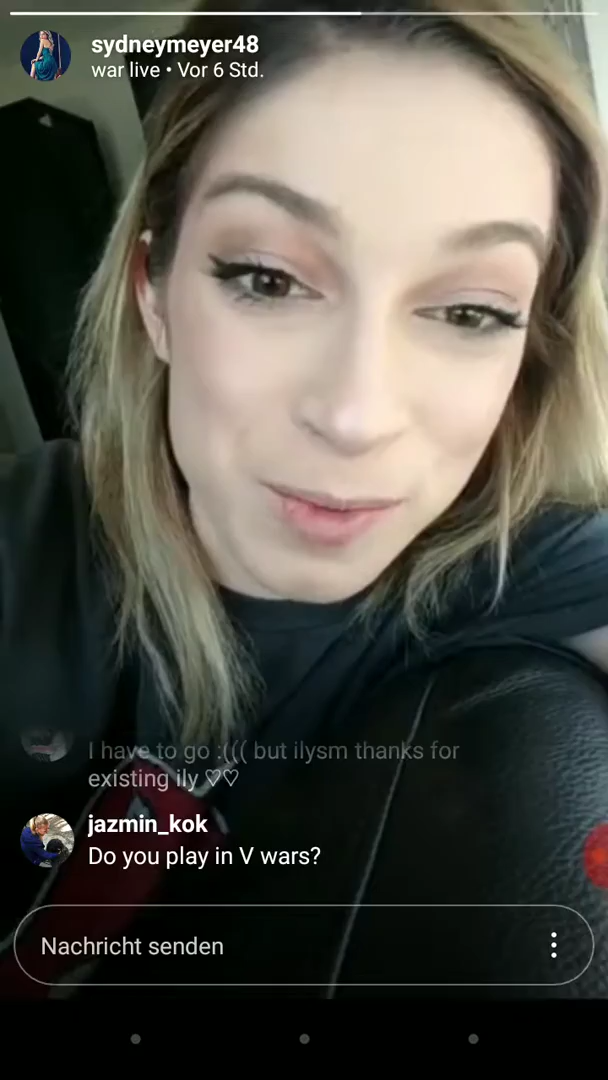 sydneymeyer48
war live • Vor 6 Std.
I have to go :((( but ilysm thanks for
existing ily ♡♡
jazmin_kok
Do you play in V wars?
Nachricht senden